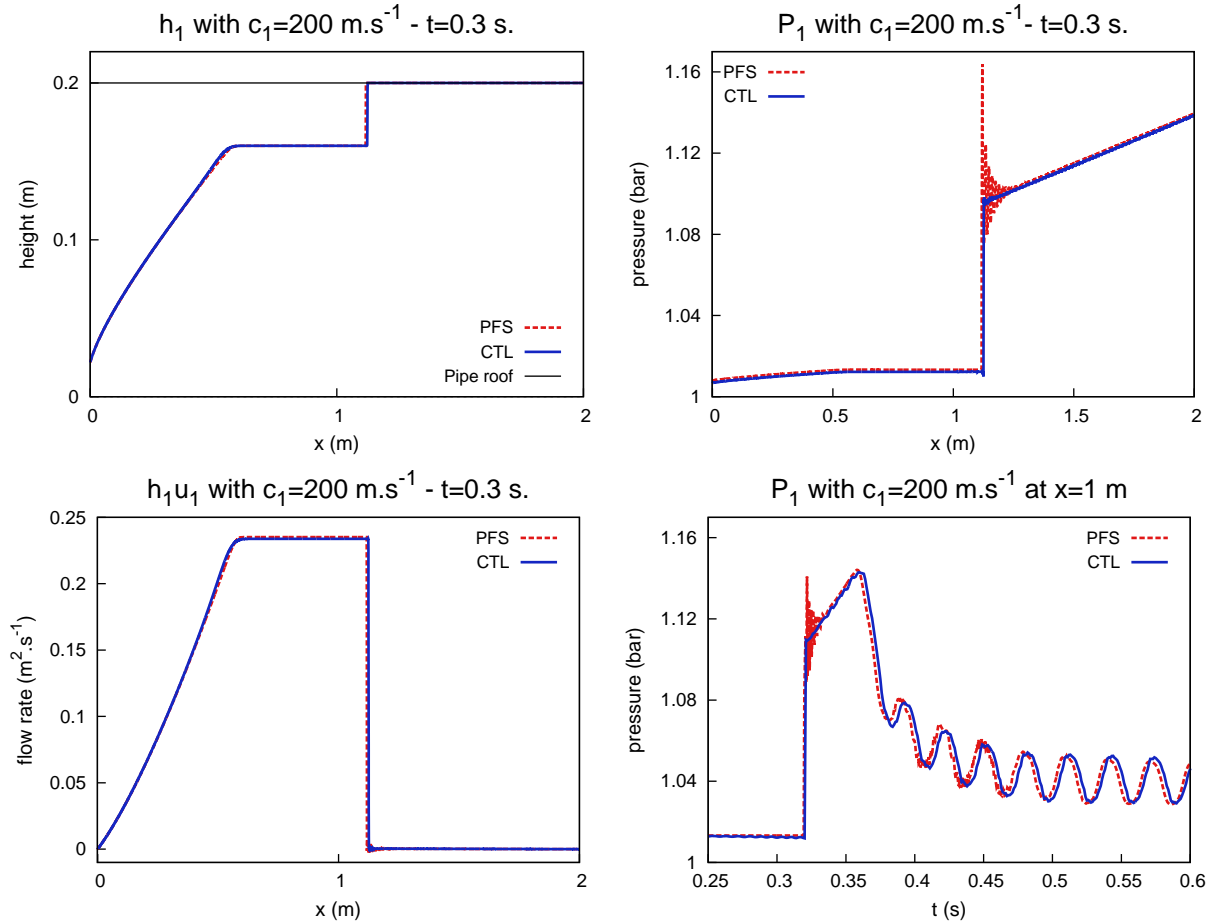 h₁ with c₁=200 m.s⁻¹ - t=0.3 s.
height (m)
0.2
0.1
0
PFS
CTL
Pipe roof
0 1 2
x (m)
P₁ with c₁=200 m.s⁻¹ - t=0.3 s.
pressure (bar)
1.16
1.12
1.08
1.04
1
PFS
CTL
0 0.5 1 1.5 2
x (m)
h₁u₁ with c₁=200 m.s⁻¹ - t=0.3 s.
flow rate (m².s⁻¹)
0.25
0.2
0.15
0.1
0.05
0
PFS
CTL
0 1 2
x (m)
P₁ with c₁=200 m.s⁻¹ at x=1 m
pressure (bar)
1.16
1.12
1.08
1.04
1
PFS
CTL
0.25 0.3 0.35 0.4 0.45 0.5 0.55 0.6
t (s)